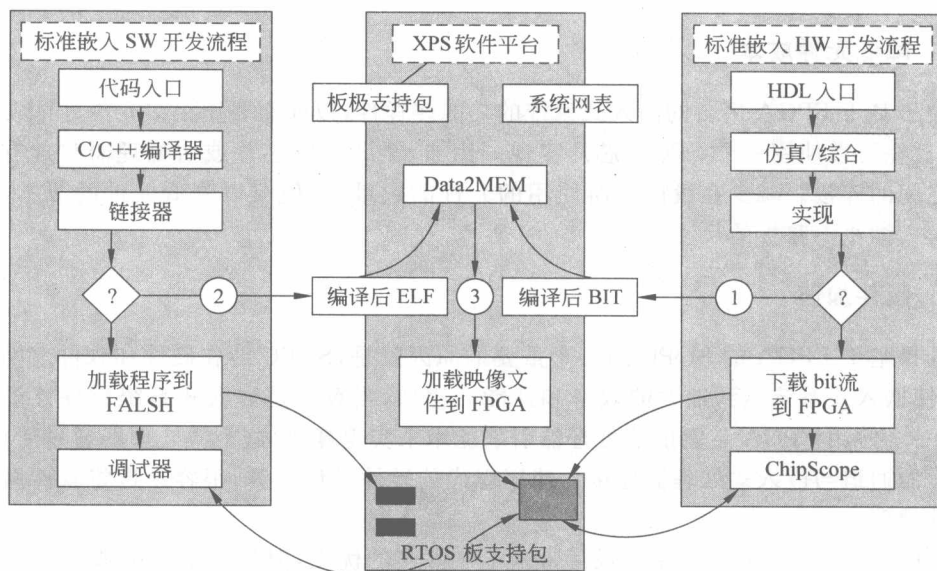 标准嵌入 SW 开发流程
代码入口
C/C++ 编译器
链接器
?
2
加载程序到
FALSH
调试器
XPS 软件平台
板极支持包
系统网表
Data2MEM
编译后 ELF
3
编译后 BIT
加载映像文
件到 FPGA
RTOS 板支持包
标准嵌入 HW 开发流程
HDL 入口
仿真/综合
实现
1
?
下载 bit流
到 FPGA
ChipScope